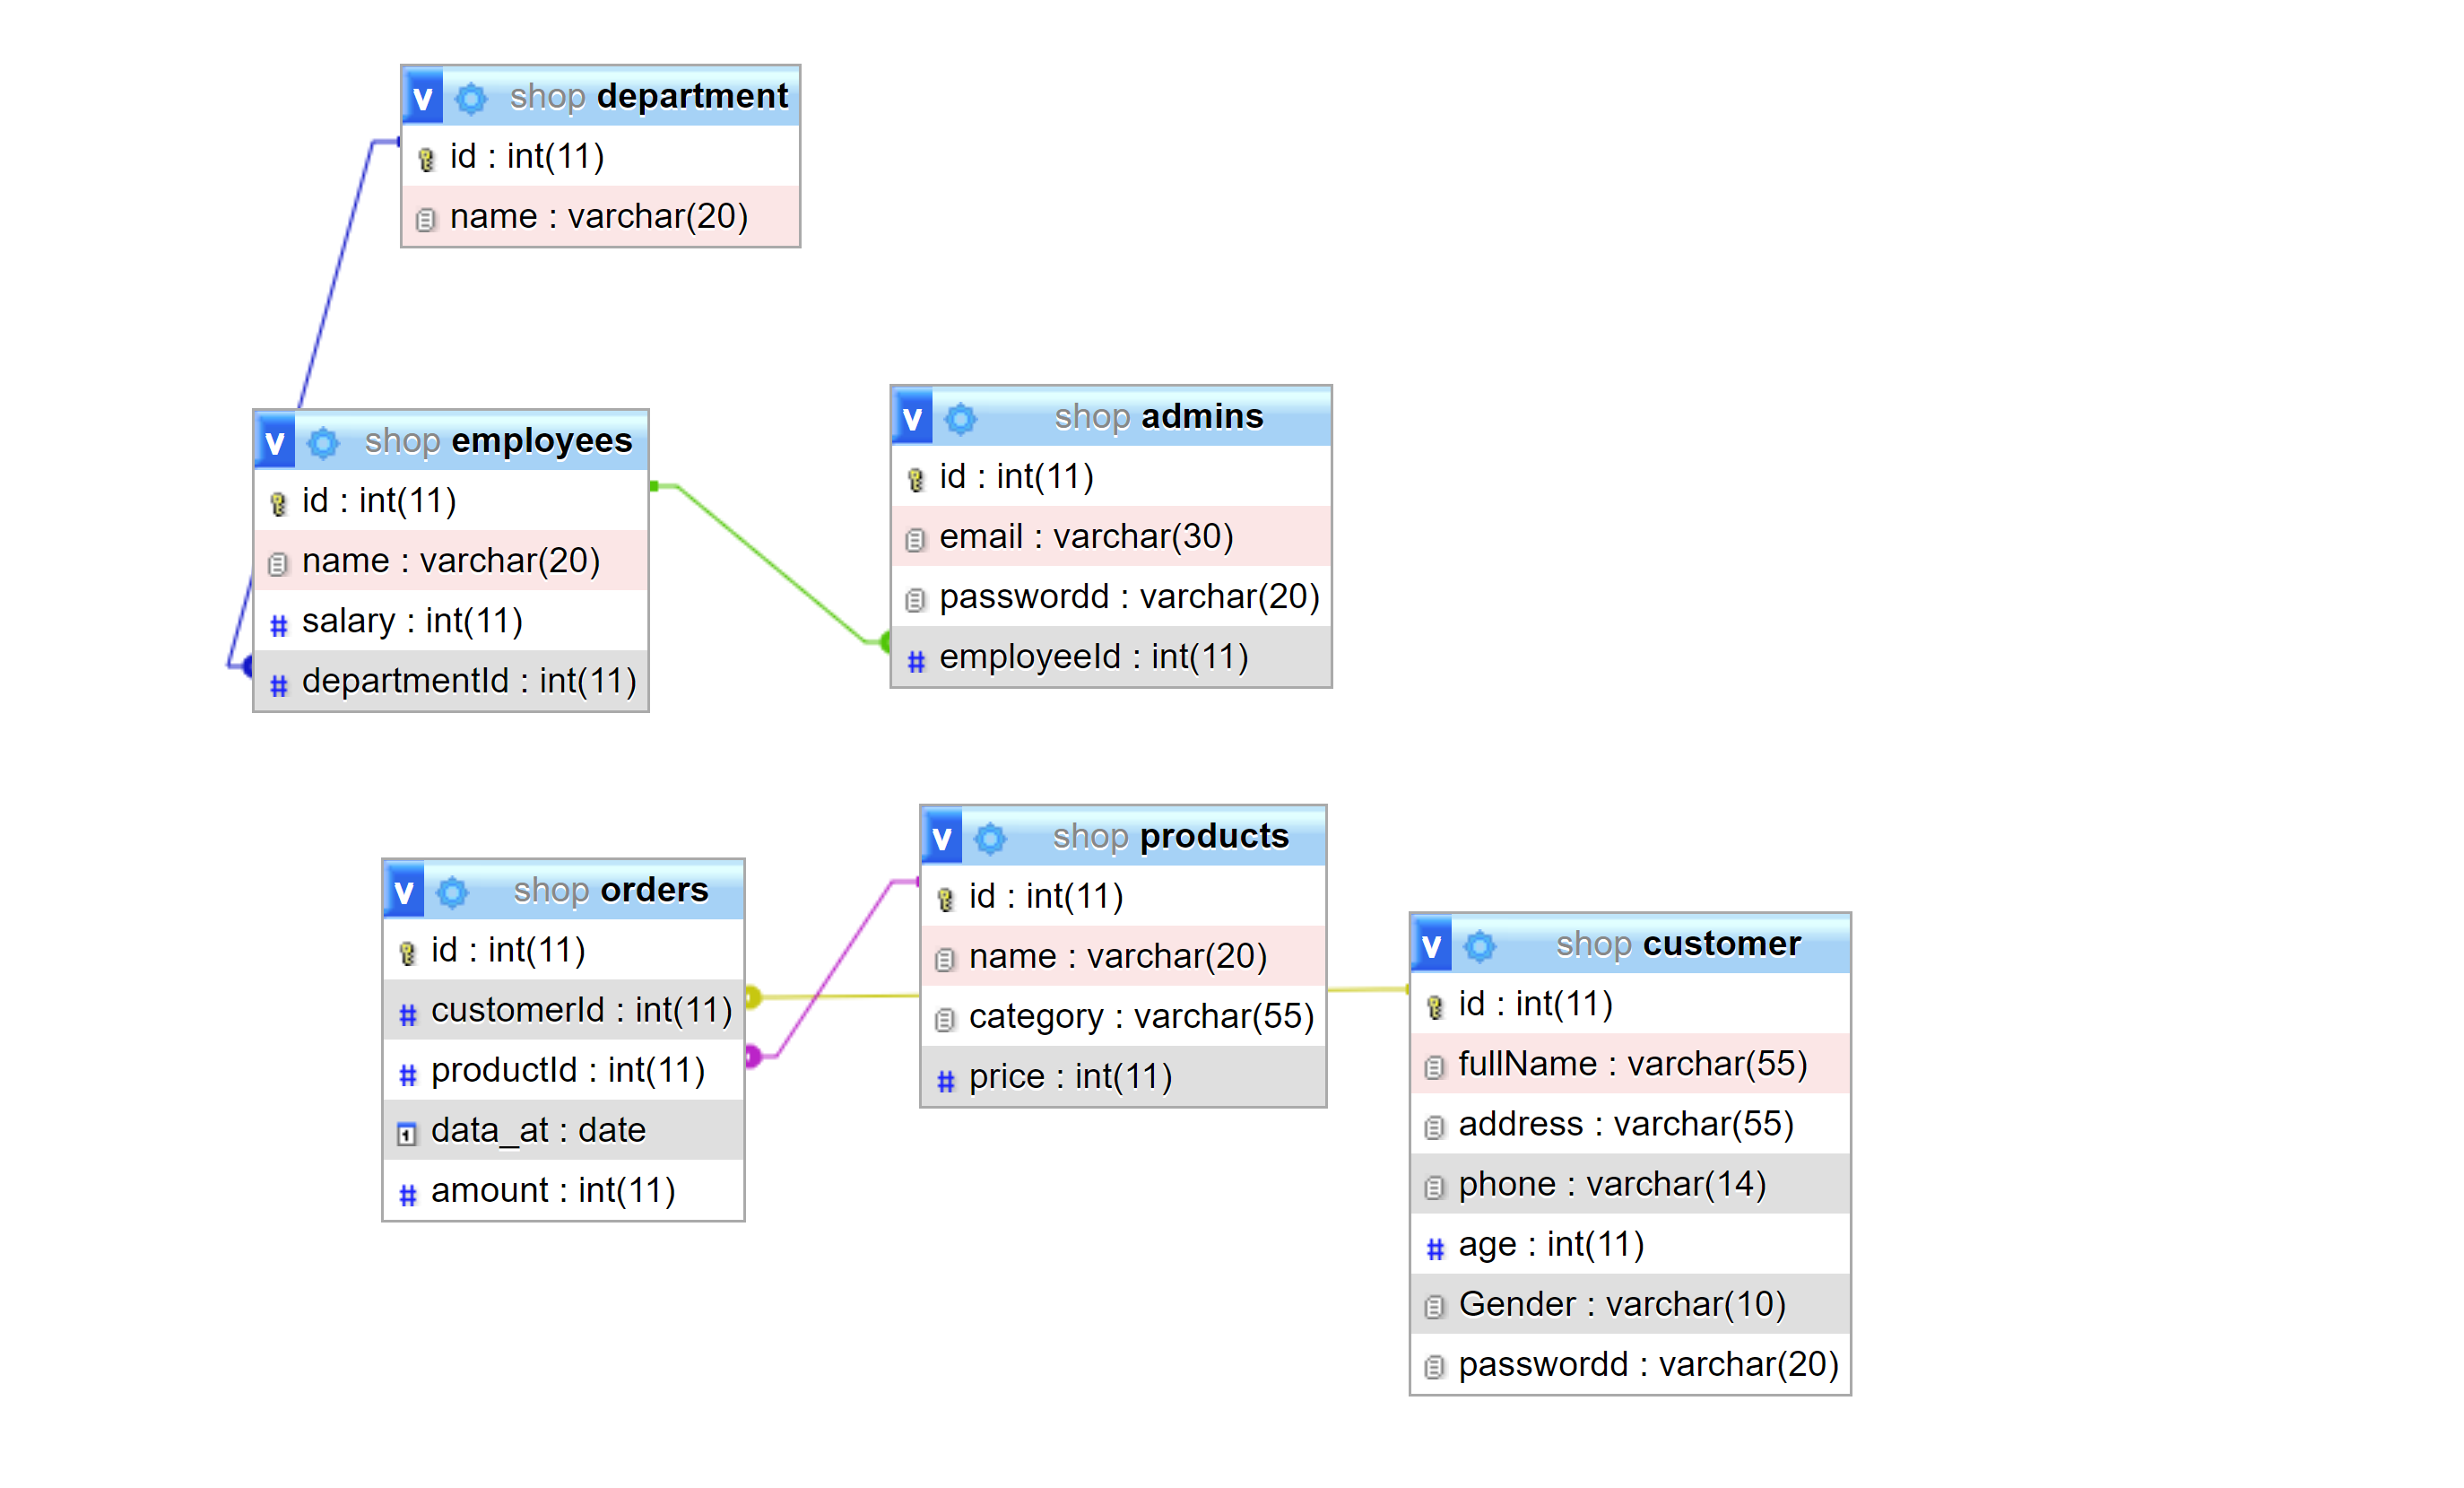 v shop department
id : int(11)
name : varchar(20)
v shop employees
id : int(11)
name : varchar(20)
# salary : int(11)
# departmentId : int(11)
v shop admins
id : int(11)
email : varchar(30)
passwordd : varchar(20)
# employeeId : int(11)
v shop orders
id : int(11)
# customerId : int(11)
# productId : int(11)
data_at : date
# amount : int(11)
v shop products
id : int(11)
name : varchar(20)
category : varchar(55)
# price : int(11)
v shop customer
id : int(11)
fullName : varchar(55)
address : varchar(55)
phone : varchar(14)
# age : int(11)
Gender : varchar(10)
passwordd : varchar(20)